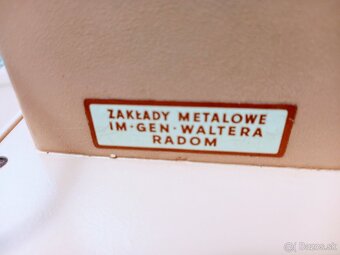 ZAKŁADY METALOWE
IM·GEN·WALTERA
RADOM
Bazos.sk